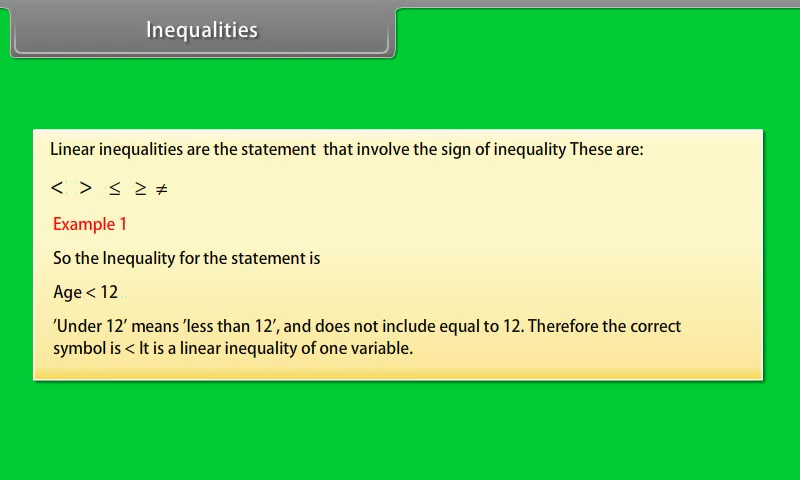 Inequalities
Linear inequalities are the statement that involve the sign of inequality These are:
< > ≤ ≥ ≠
Example 1
So the Inequality for the statement is
Age < 12
'Under 12' means 'less than 12', and does not include equal to 12. Therefore the correct
symbol is < It is a linear inequality of one variable.